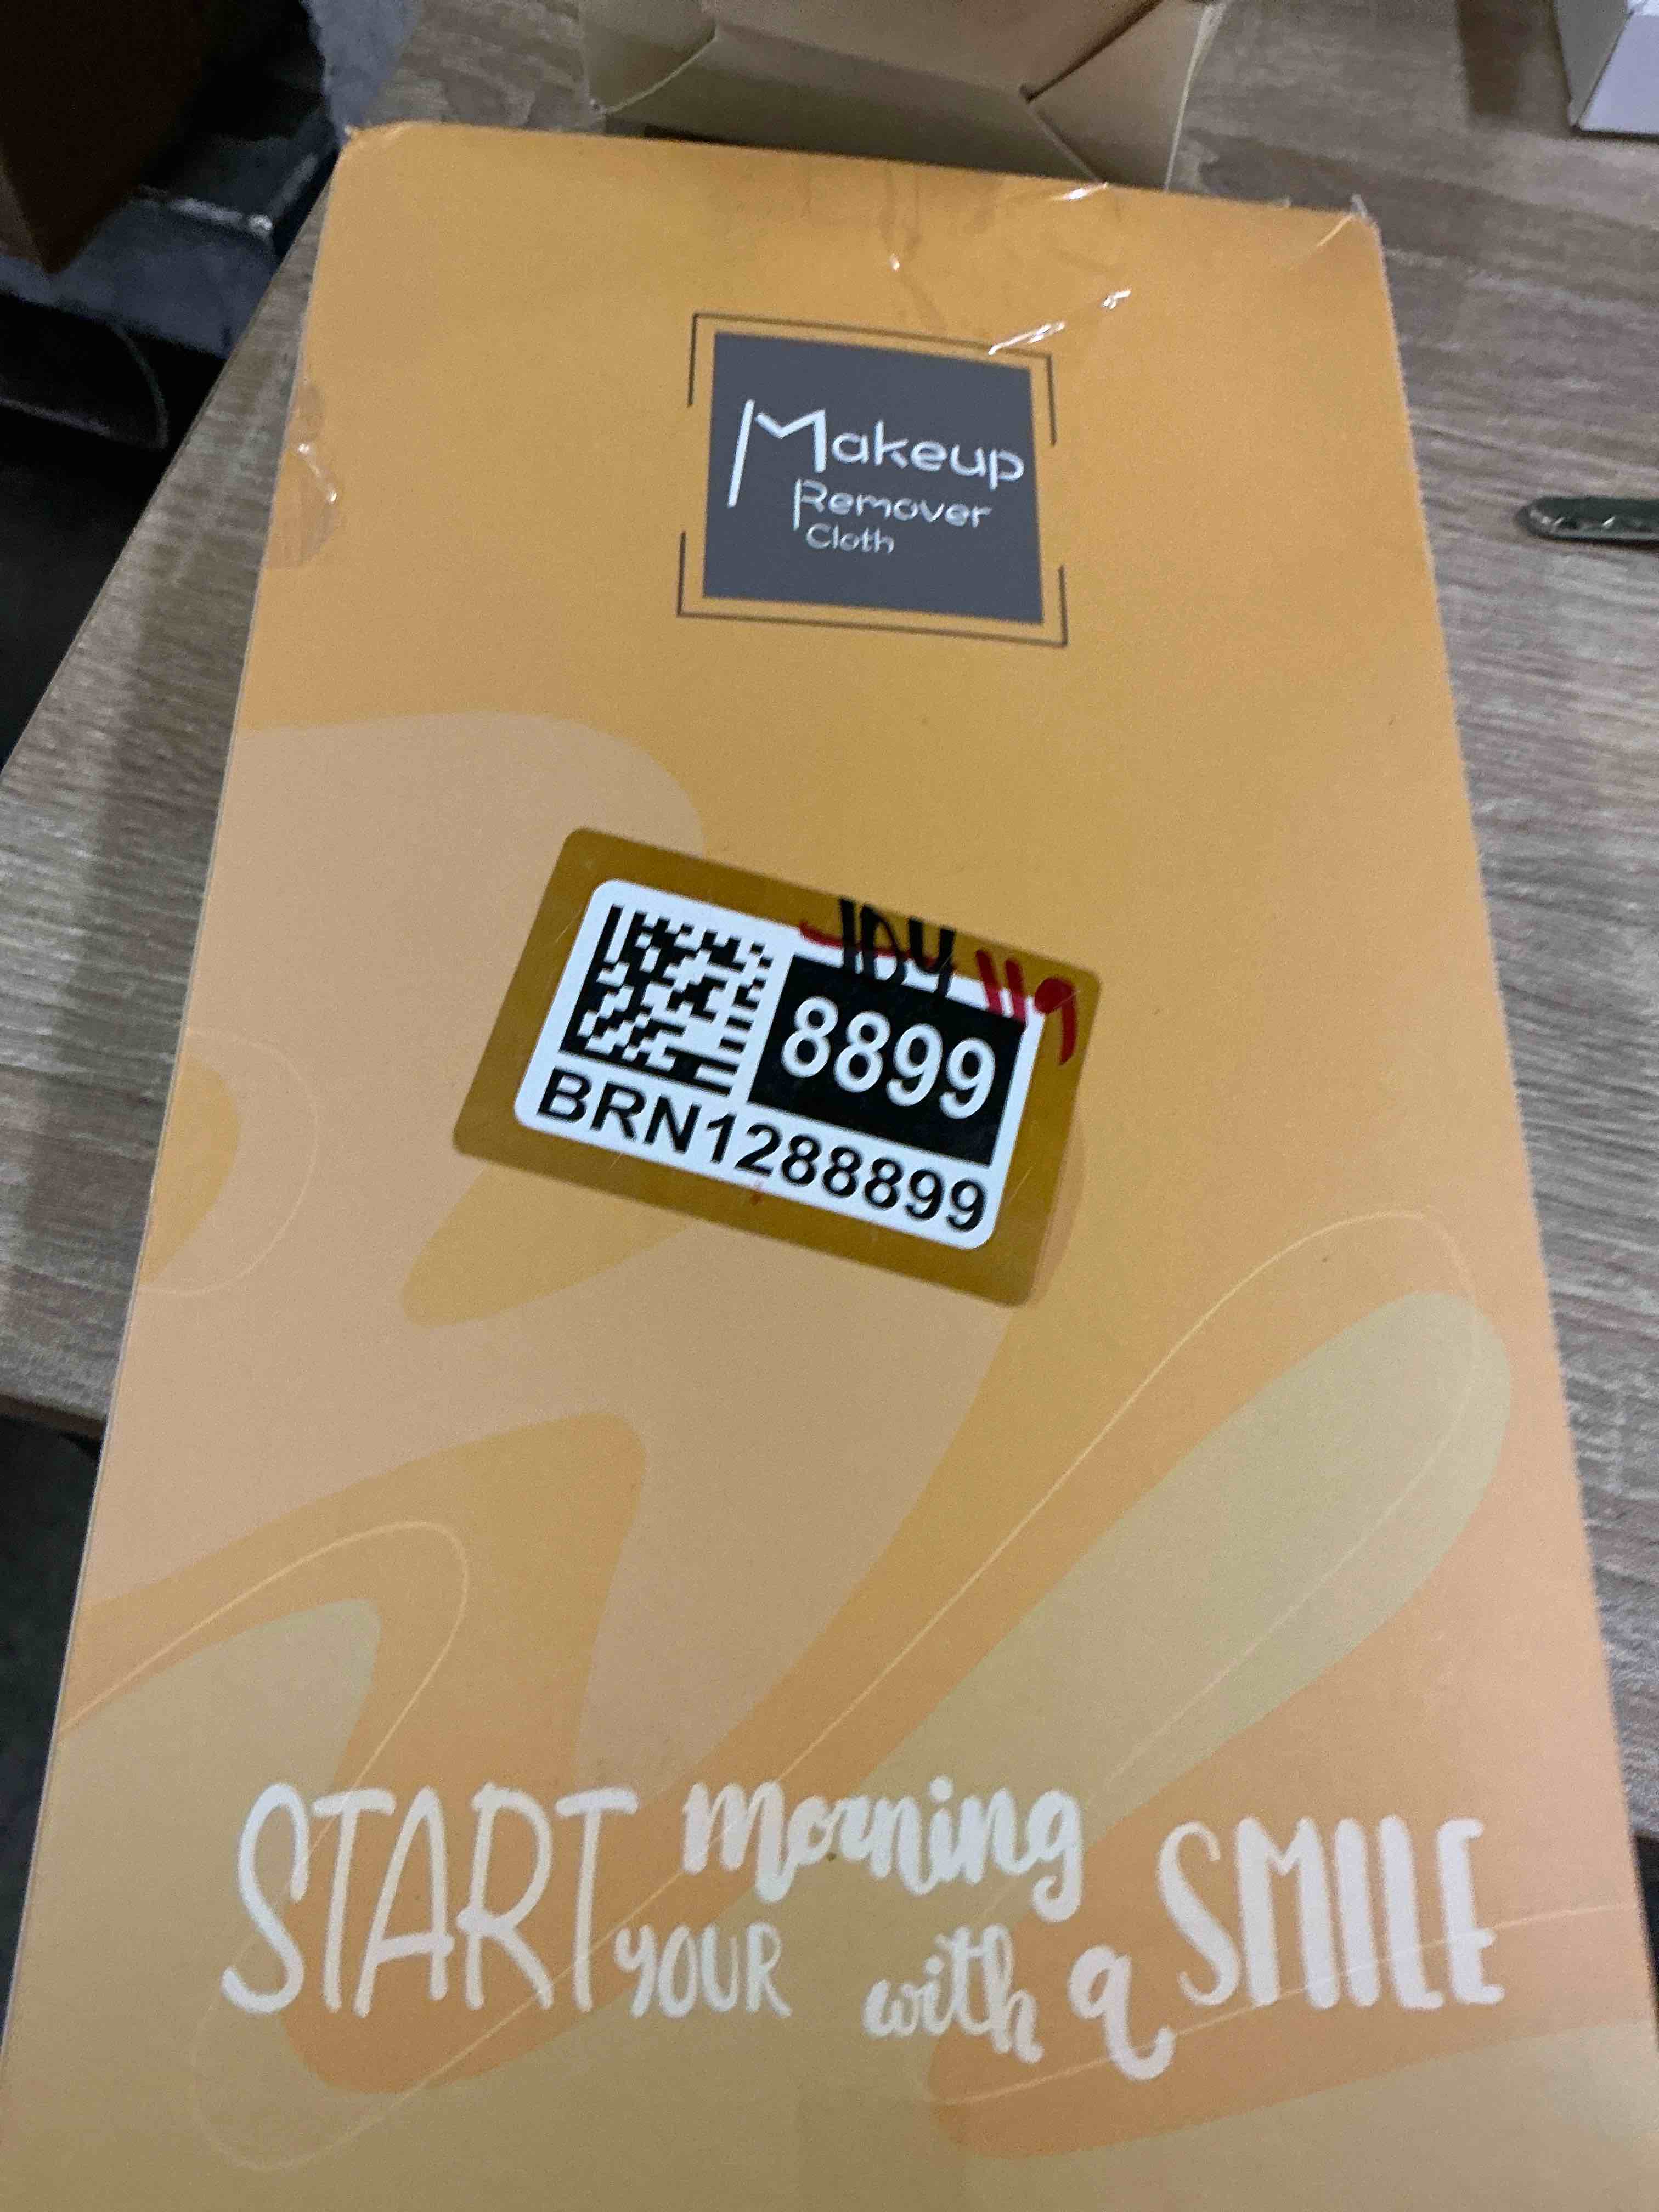 Makeup
Remover
Cloth
8899
BRN1288899
START YOUR morning with a SMILE